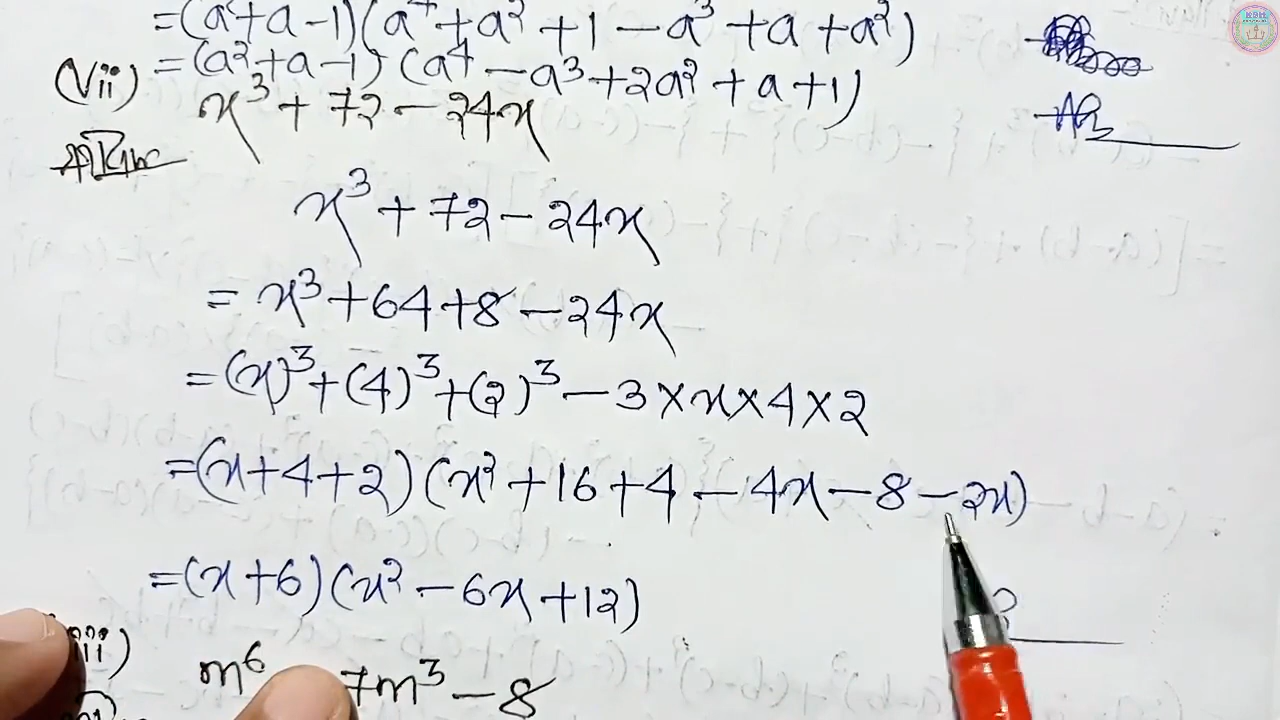 =(a²+a-1)(a⁴+a²+1-a³+a+a²)
=(a²+a-1)(a⁴-a³+2a²+a+1)
(vii) x³+72-24x
x³+72-24x
=x³+64+8-24x
=(x)³+(4)³+(2)³-3×x×4×2
=(x+4+2)(x²+16+4-4x-8-2x)
=(x+6)(x²-6x+12)
iii) m⁶ 7m³-8